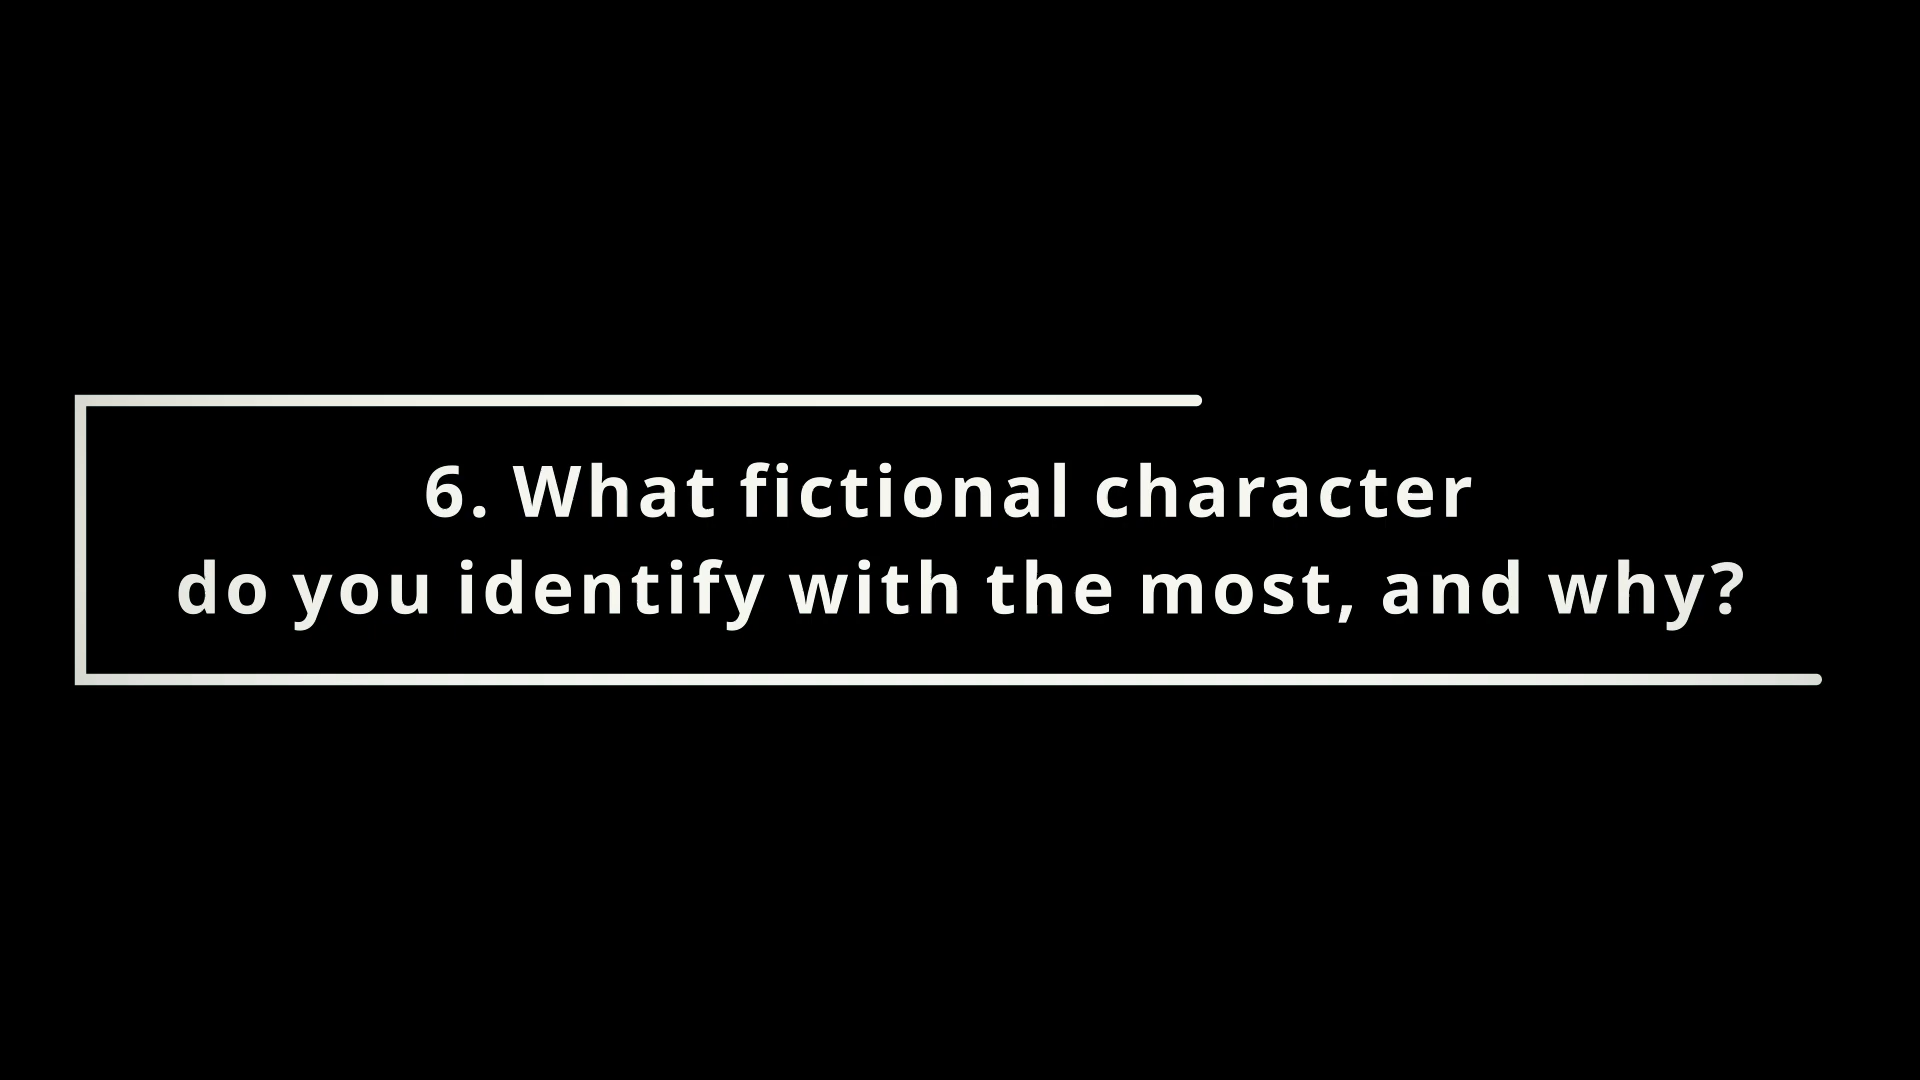 6. What fictional character
do you identify with the most, and why?